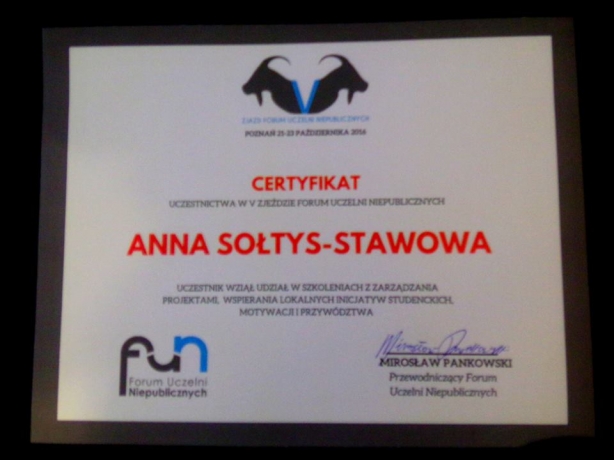 V
ZJAZD FORUM UCZELNI NIEPUBLICZNYCH
POZNAŃ 21-23 PAŹDZIERNIKA 2016
CERTYFIKAT
UCZESTNICTWA W V ZJEŹDZIE FORUM UCZELNI NIEPUBLICZNYCH
ANNA SOŁTYS-STAWOWA
UCZESTNIK WZIĄŁ UDZIAŁ W SZKOLENIACH Z ZARZĄDZANIA
PROJEKTAMI, WSPIERANIA LOKALNYCH INICJATYW STUDENCKICH,
MOTYWACJI I PRZYWÓDZTWA
fun
Forum Uczelni
Niepublicznych
MIROSŁAW PANKOWSKI
Przewodniczący Forum
Uczelni Niepublicznych